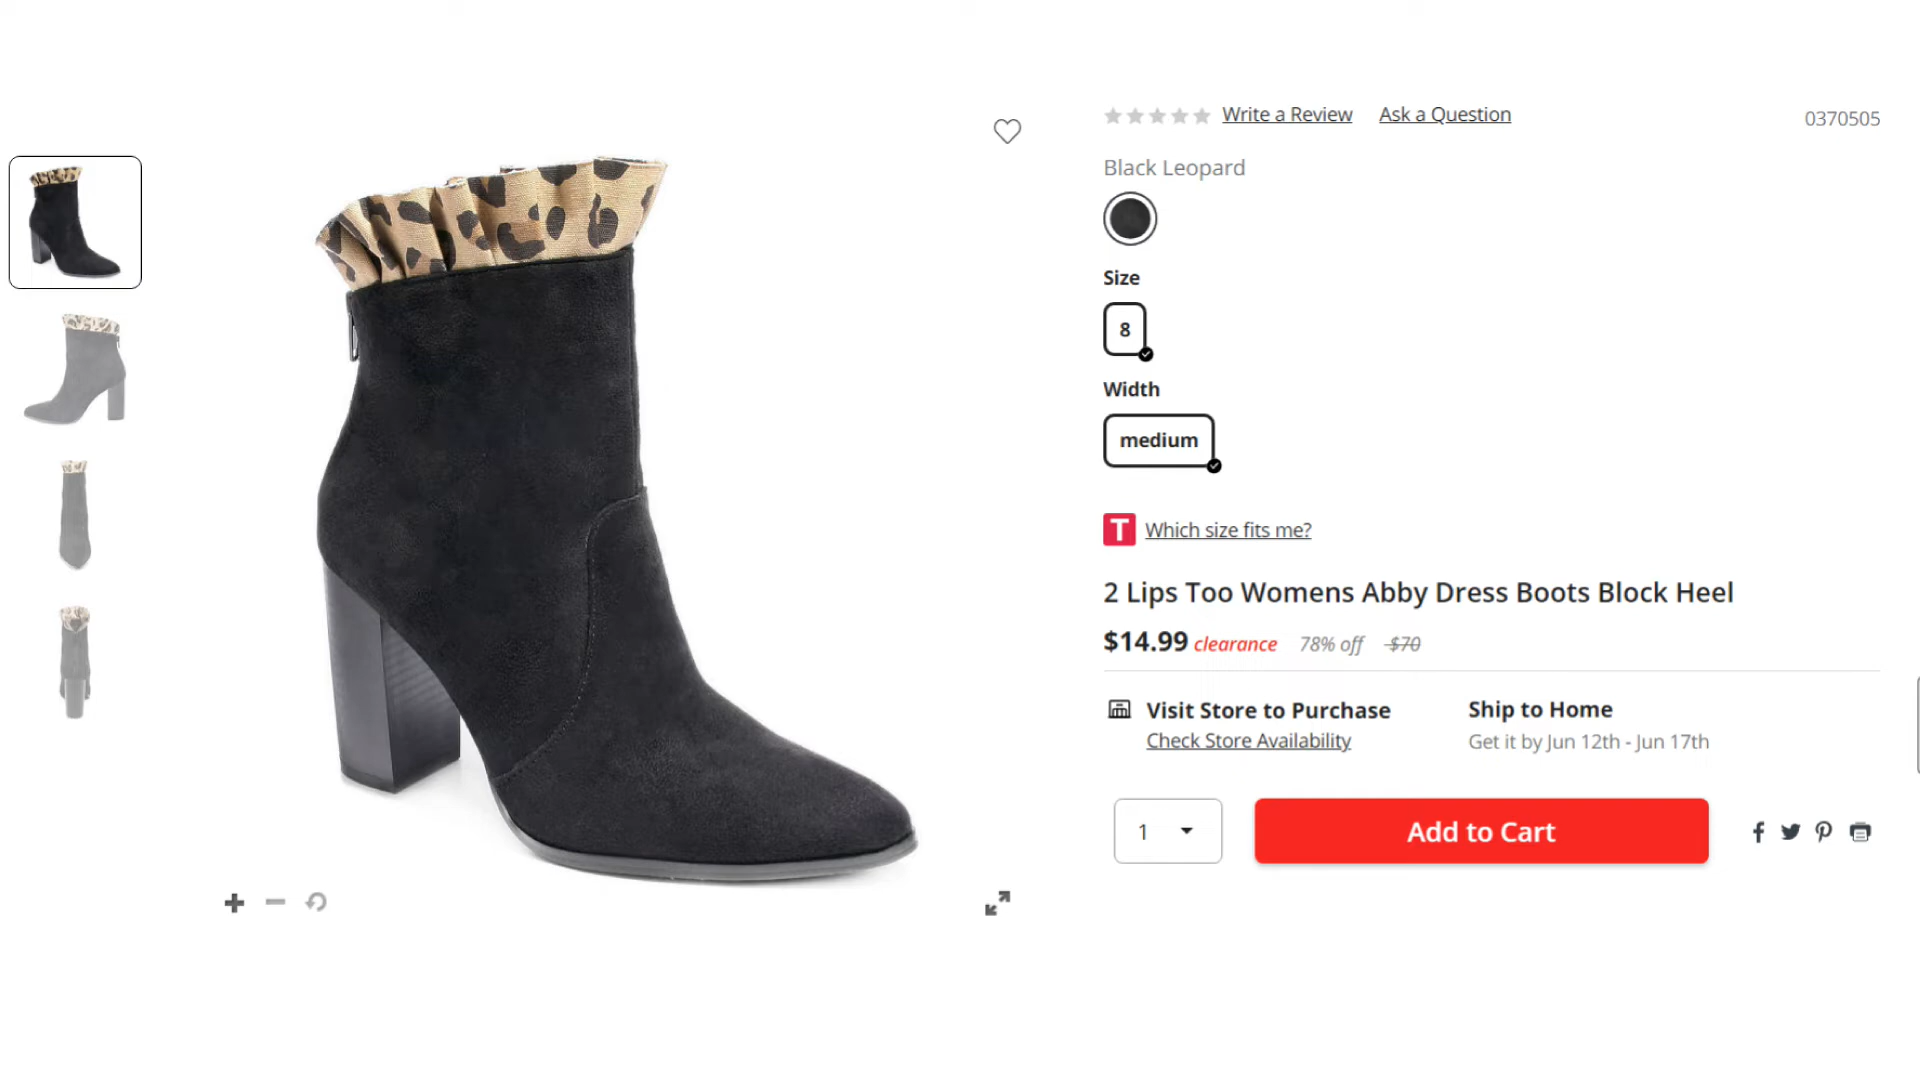 Write a Review Ask a Question 0370505
Black Leopard
Size
8
Width
medium
T Which size fits me?
2 Lips Too Womens Abby Dress Boots Block Heel
$14.99 clearance 78% off $70
Visit Store to Purchase Ship to Home
Check Store Availability Get it by Jun 12th - Jun 17th
1 Add to Cart